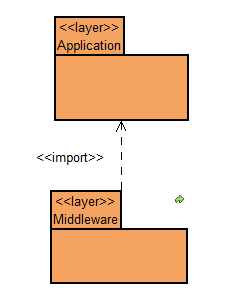 <<layer>>
Application
<<import>>
<<layer>>
Middleware